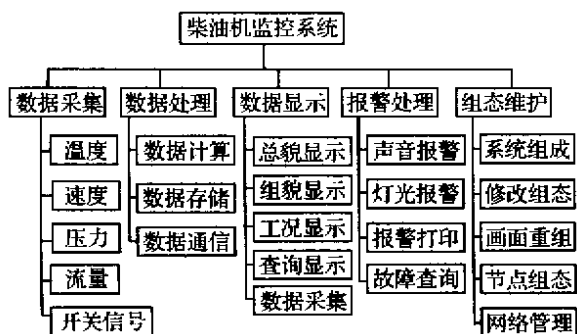 柴油机监控系统
数据采集
温度
速度
压力
流量
开关信号
数据处理
数据计算
数据存储
数据通信
数据显示
总貌显示
组貌显示
工况显示
查询显示
数据采集
报警处理
声音报警
灯光报警
报警打印
故障查询
组态维护
系统组成
修改组态
画面重组
节点组态
网络管理